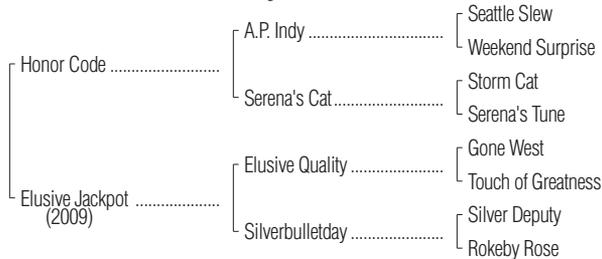 Seattle Slew
A.P. Indy ..............................
Weekend Surprise
Honor Code ........................
Storm Cat
Serena's Cat........................
Serena's Tune
Gone West
Elusive Quality ....................
Touch of Greatness
Elusive Jackpot ..................
(2009)
Silver Deputy
Silverbulletday ....................
Rokeby Rose